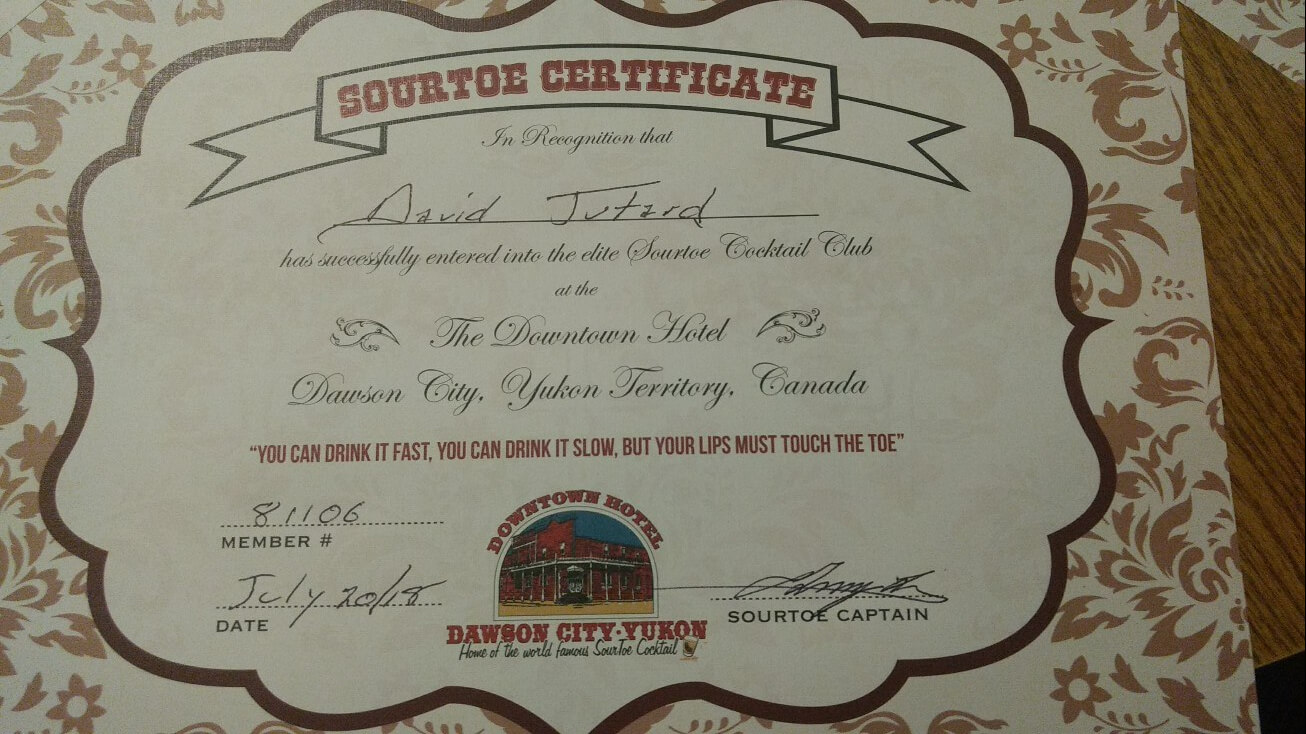 SOURTOE CERTIFICATE
In Recognition that
David Jutard
has successfully entered into the elite Sourtoe Cocktail Club
at the
The Downtown Hotel
Dawson City, Yukon Territory, Canada
"YOU CAN DRINK IT FAST, YOU CAN DRINK IT SLOW, BUT YOUR LIPS MUST TOUCH THE TOE"
81106
MEMBER #
July 20/18
DATE
DOWNTOWN HOTEL
DAWSON CITY·YUKON
Home of the world famous SourToe Cocktail
SOURTOE CAPTAIN